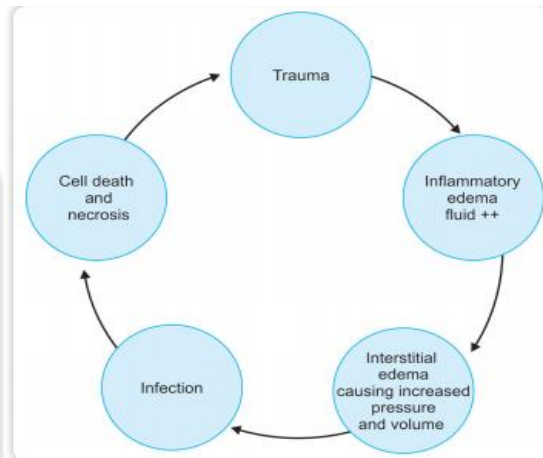 Trauma
Inflammatory
edema
fluid ++
Interstitial
edema
causing increased
pressure
and volume
Infection
Cell death
and
necrosis